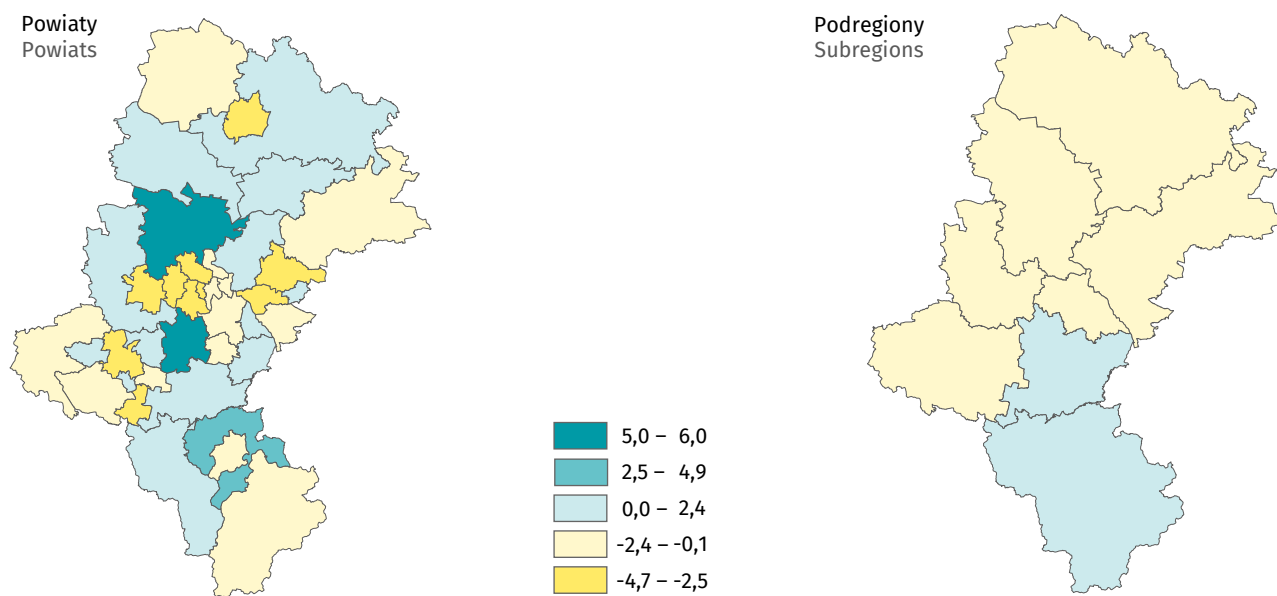 Powiaty
Powiats
Podregiony
Subregions
5,0 – 6,0
2,5 – 4,9
0,0 – 2,4
-2,4 – -0,1
-4,7 – -2,5